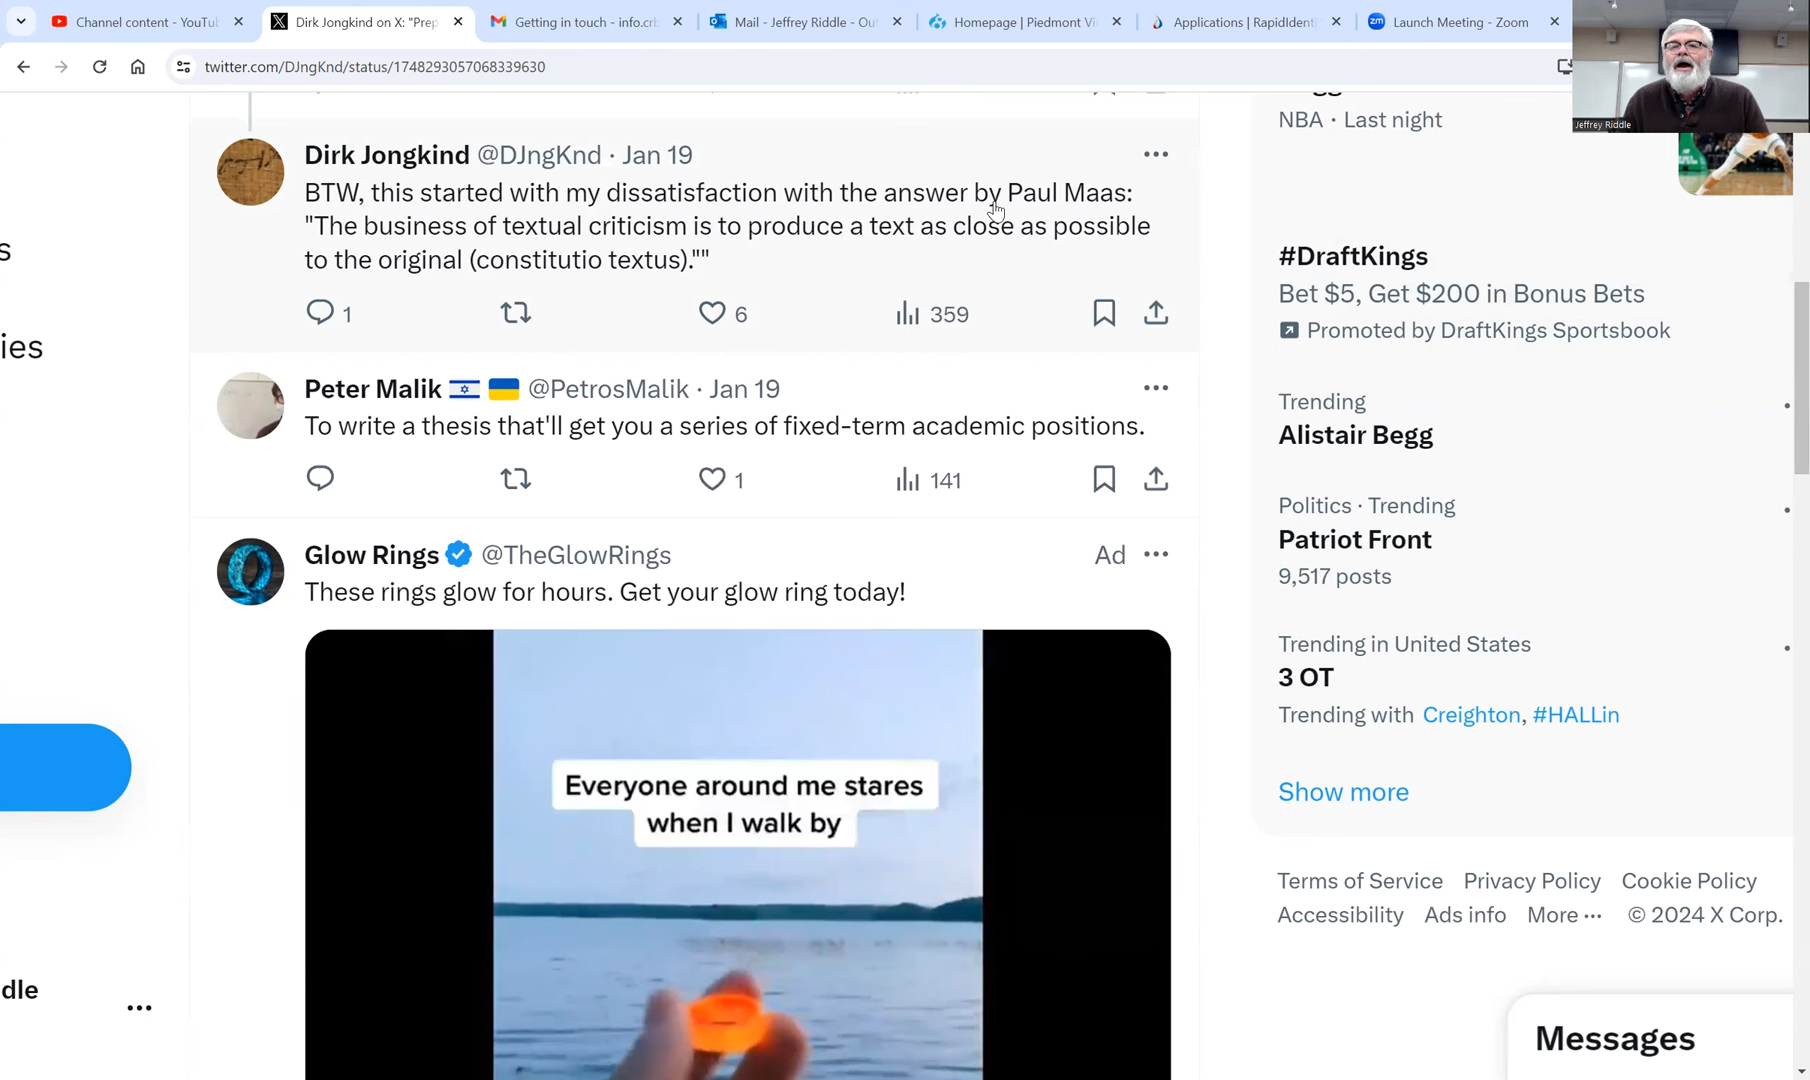 Channel content - YouTu
Dirk Jongkind on X: "Prep
Getting in touch - info.crb
Mail - Jeffrey Riddle - Ou
Homepage | Piedmont Vi
Applications | RapidIdenti
Launch Meeting - Zoom
twitter.com/DJngKnd/status/1748293057068339630
Jeffrey Riddle
Dirk Jongkind @DJngKnd · Jan 19
BTW, this started with my dissatisfaction with the answer by Paul Maas:
"The business of textual criticism is to produce a text as close as possible
to the original (constitutio textus).""
1 6 359
Peter Malik @PetrosMalik · Jan 19
To write a thesis that'll get you a series of fixed-term academic positions.
1 141
Glow Rings @TheGlowRings Ad
These rings glow for hours. Get your glow ring today!
Everyone around me stares
when I walk by
s
ies
dle
NBA · Last night
#DraftKings
Bet $5, Get $200 in Bonus Bets
Promoted by DraftKings Sportsbook
Trending
Alistair Begg
Politics · Trending
Patriot Front
9,517 posts
Trending in United States
3 OT
Trending with Creighton, #HALLin
Show more
Terms of Service Privacy Policy Cookie Policy
Accessibility Ads info More ··· © 2024 X Corp.
Messages